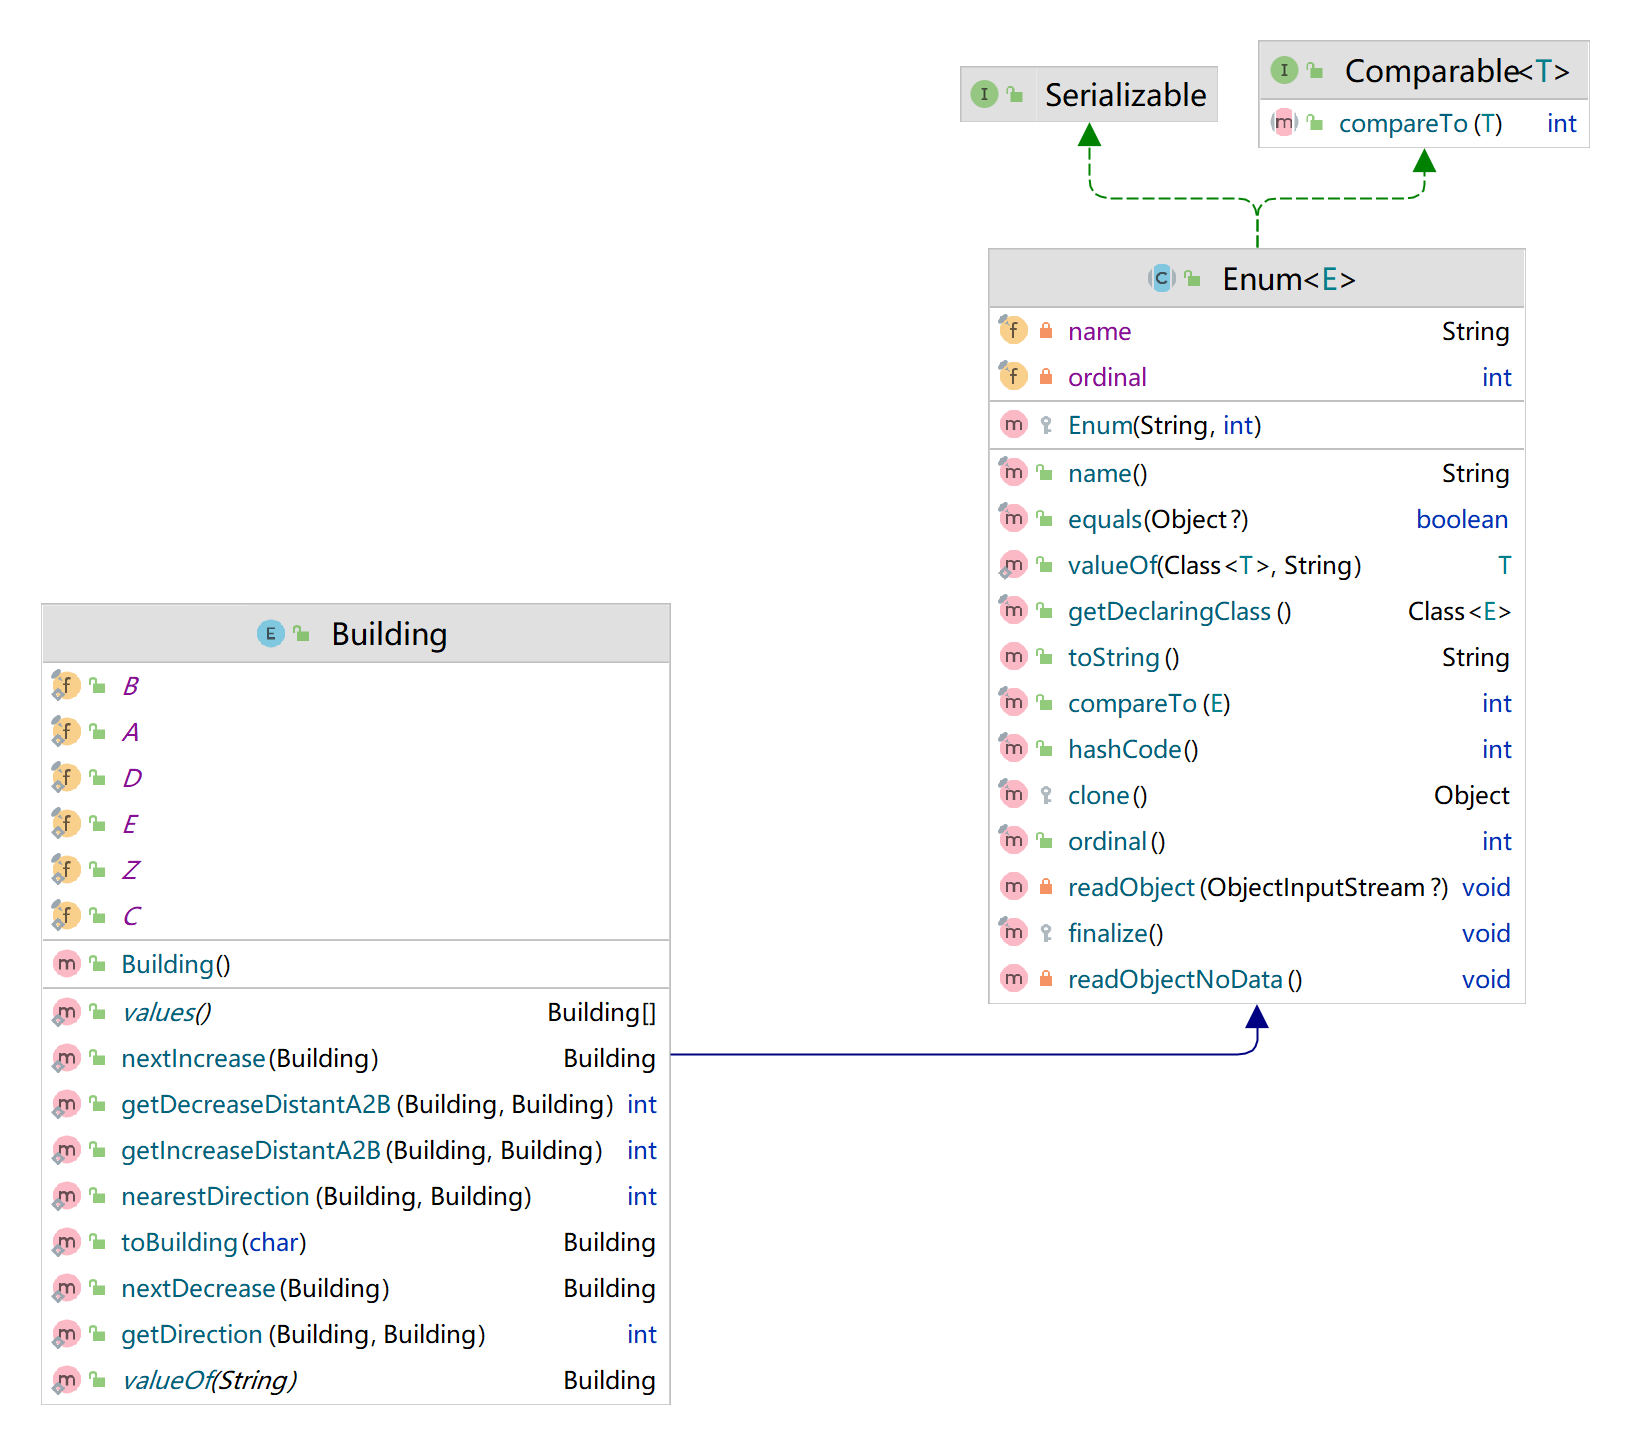 Serializable
Comparable<T>
compareTo(T) int
Enum<E>
name String
ordinal int
Enum(String, int)
name() String
equals(Object?) boolean
valueOf(Class<T>, String) T
getDeclaringClass() Class<E>
toString() String
compareTo(E) int
hashCode() int
clone() Object
ordinal() int
readObject(ObjectInputStream?) void
finalize() void
readObjectNoData() void
Building
B
A
D
E
Z
C
Building()
values() Building[]
nextIncrease(Building) Building
getDecreaseDistantA2B(Building, Building) int
getIncreaseDistantA2B(Building, Building) int
nearestDirection(Building, Building) int
toBuilding(char) Building
nextDecrease(Building) Building
getDirection(Building, Building) int
valueOf(String) Building